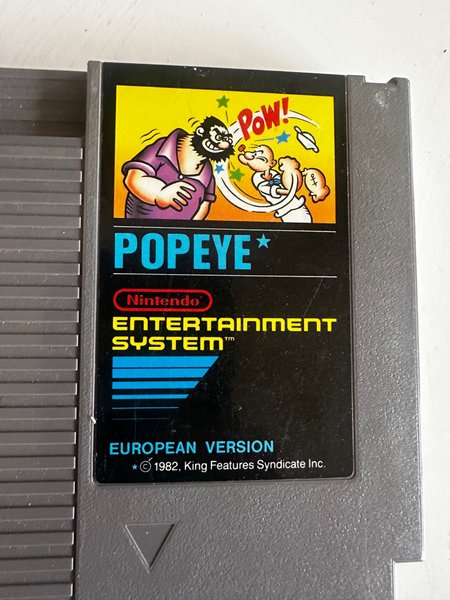 POW!
POPEYE*
Nintendo®
ENTERTAINMENT
SYSTEM™
EUROPEAN VERSION
* © 1982, King Features Syndicate Inc.